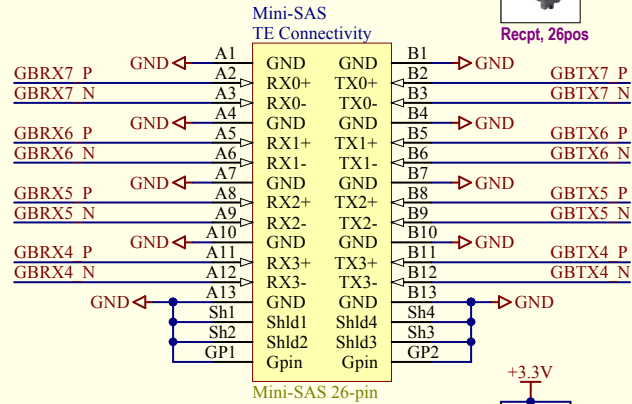 Mini-SAS
TE Connectivity
Recpt, 26pos
GND A1 GND GND B1 GND
GBRX7_P A2 RX0+ TX0+ B2 GBTX7_P
GBRX7_N A3 RX0- TX0- B3 GBTX7_N
GND A4 GND GND B4 GND
GBRX6_P A5 RX1+ TX1+ B5 GBTX6_P
GBRX6_N A6 RX1- TX1- B6 GBTX6_N
GND A7 GND GND B7 GND
GBRX5_P A8 RX2+ TX2+ B8 GBTX5_P
GBRX5_N A9 RX2- TX2- B9 GBTX5_N
GND A10 GND GND B10 GND
GBRX4_P A11 RX3+ TX3+ B11 GBTX4_P
GBRX4_N A12 RX3- TX3- B12 GBTX4_N
GND A13 GND GND B13 GND
Sh1 Shld1 Shld4 Sh4
Sh2 Shld2 Shld3 Sh3
GP1 Gpin Gpin GP2
Mini-SAS 26-pin
+3.3V